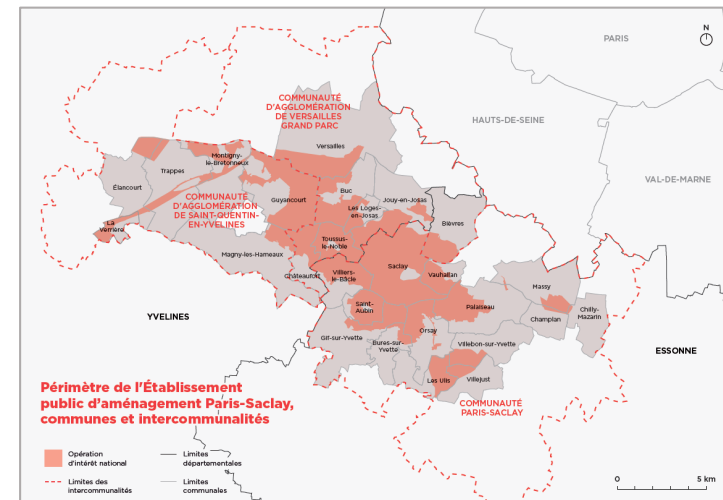 N
PARIS
COMMUNAUTÉ
D'AGGLOMÉRATION
DE VERSAILLES
GRAND PARC
HAUTS-DE-SEINE
Versailles
Montigny-
le-Bretonneux
Trappes
VAL-DE-MARNE
Élancourt
Buc
Jouy-en-Josas
COMMUNAUTÉ
D'AGGLOMÉRATION
DE SAINT-QUENTIN-
EN-YVELINES
Guyancourt
Les Loges-
en-Josas
Bièvres
La
Verrière
Toussus-
le-Noble
Magny-les-Hameaux
Saclay
Châteaufort
Villiers-
le-Bâcle
Vauhallan
Massy
Saint-
Aubin
Palaiseau
Chilly-
Mazarin
YVELINES
Champlan
Orsay
Gif-sur-Yvette
Bures-sur-
Yvette
Villebon-sur-Yvette
ESSONNE
Les Ulis
Villejust
COMMUNAUTÉ
PARIS-SACLAY
Périmètre de l'Établissement
public d'aménagement Paris-Saclay,
communes et intercommunalités
Opération
d'intérêt national
Limites
départementales
Limites des
intercommunalités
Limites
communales
0
5 km